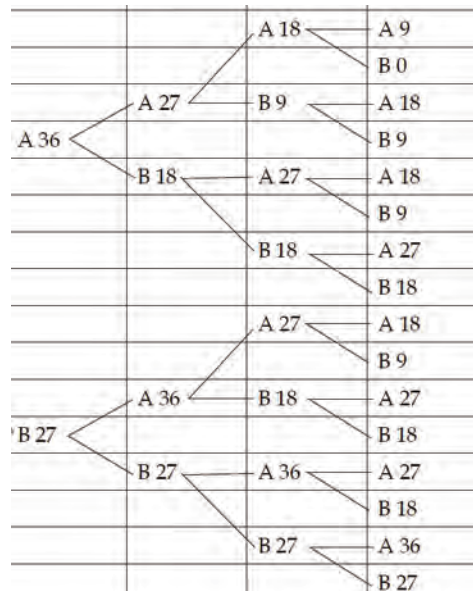 A 18 A 9
B 0
A 27 B 9 A 18
A 36 B 9
B 18 A 27 A 18
B 9
B 18 A 27
B 18
A 27 A 18
B 9
A 36 B 18 A 27
B 27 B 18
B 27 A 36 A 27
B 18
B 27 A 36
B 27